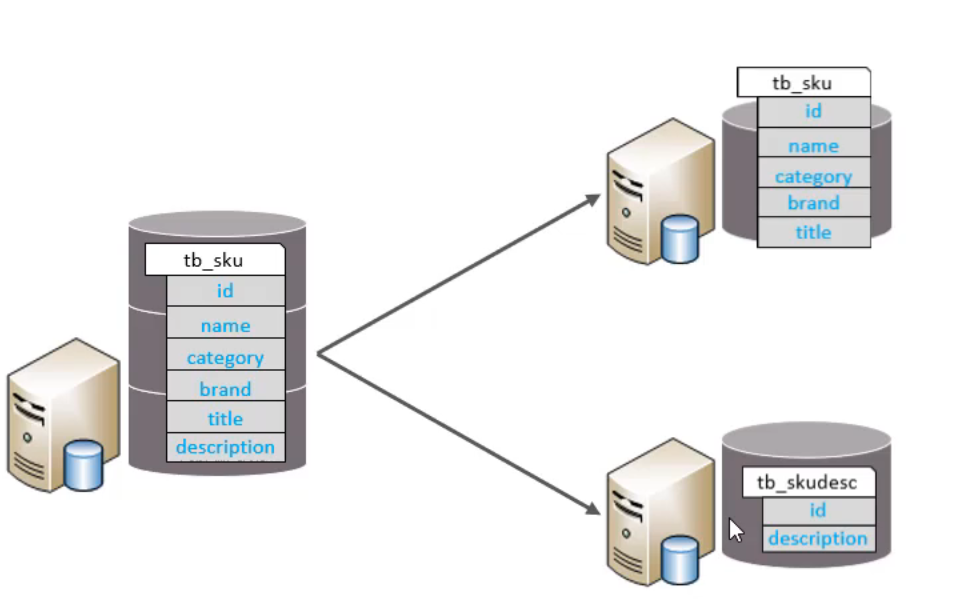 tb_sku
id
name
category
brand
title
description
tb_sku
id
name
category
brand
title
tb_skudesc
id
description